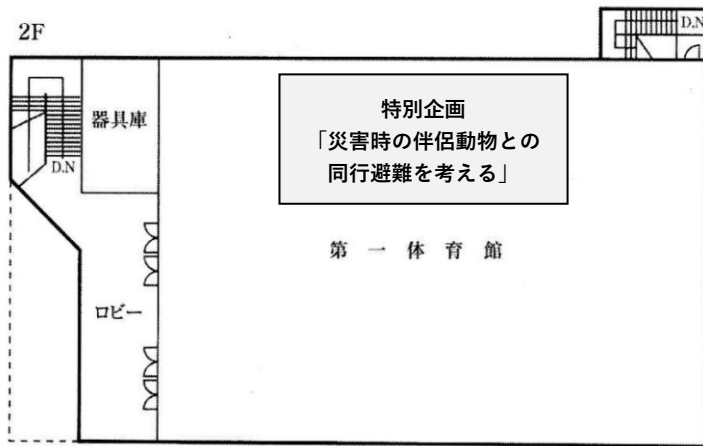 2F
D.N
特別企画
「災害時の伴侶動物との
同行避難を考える」
器具庫
D.N
第一体育館
ロビー